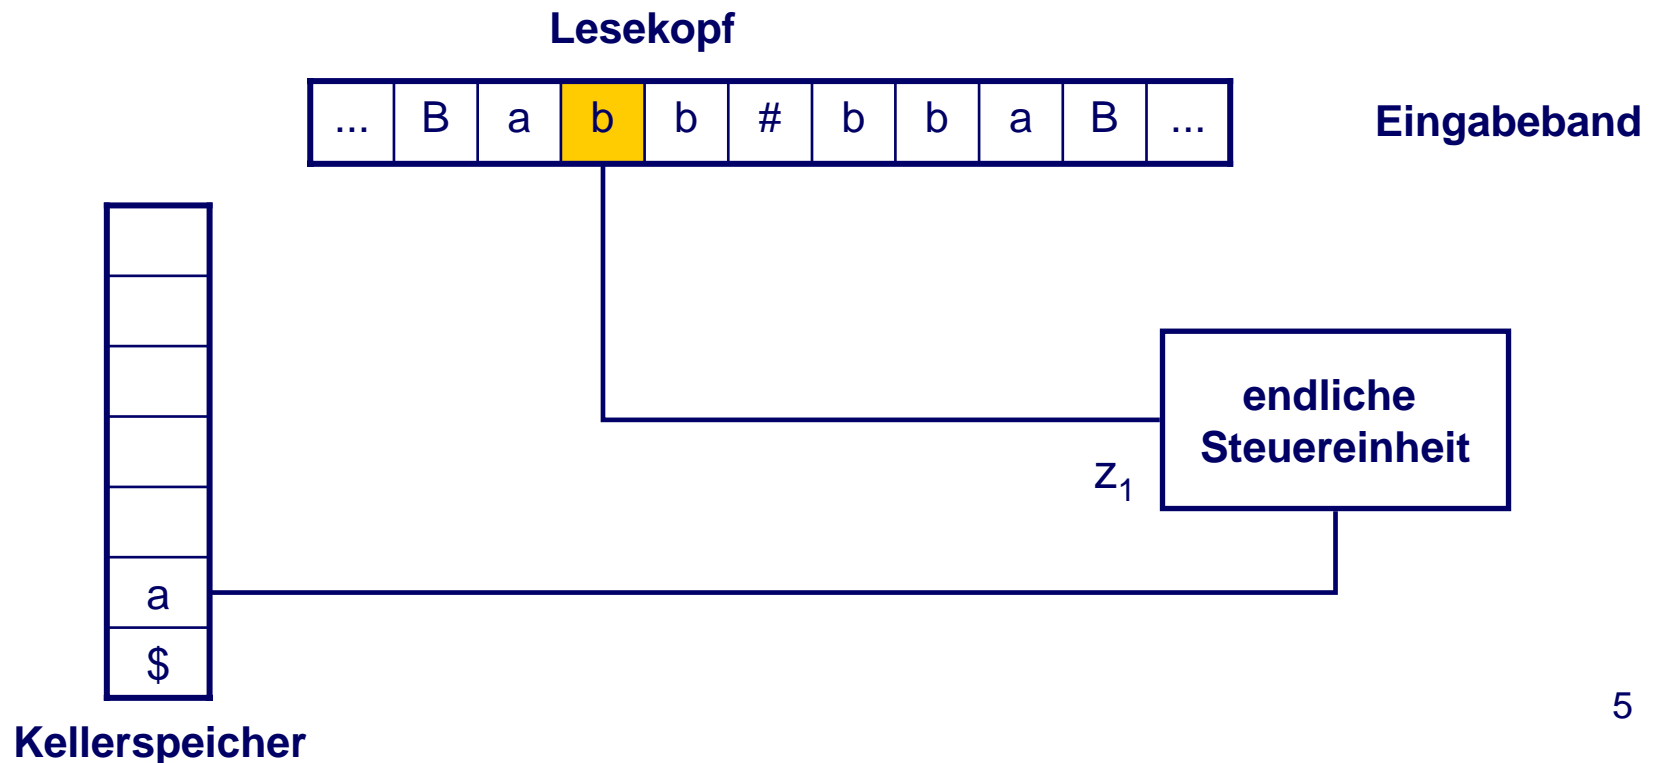 Lesekopf
... B a b b # b b a B ...
Eingabeband
endliche
Steuereinheit
z₁
a
$
5
Kellerspeicher